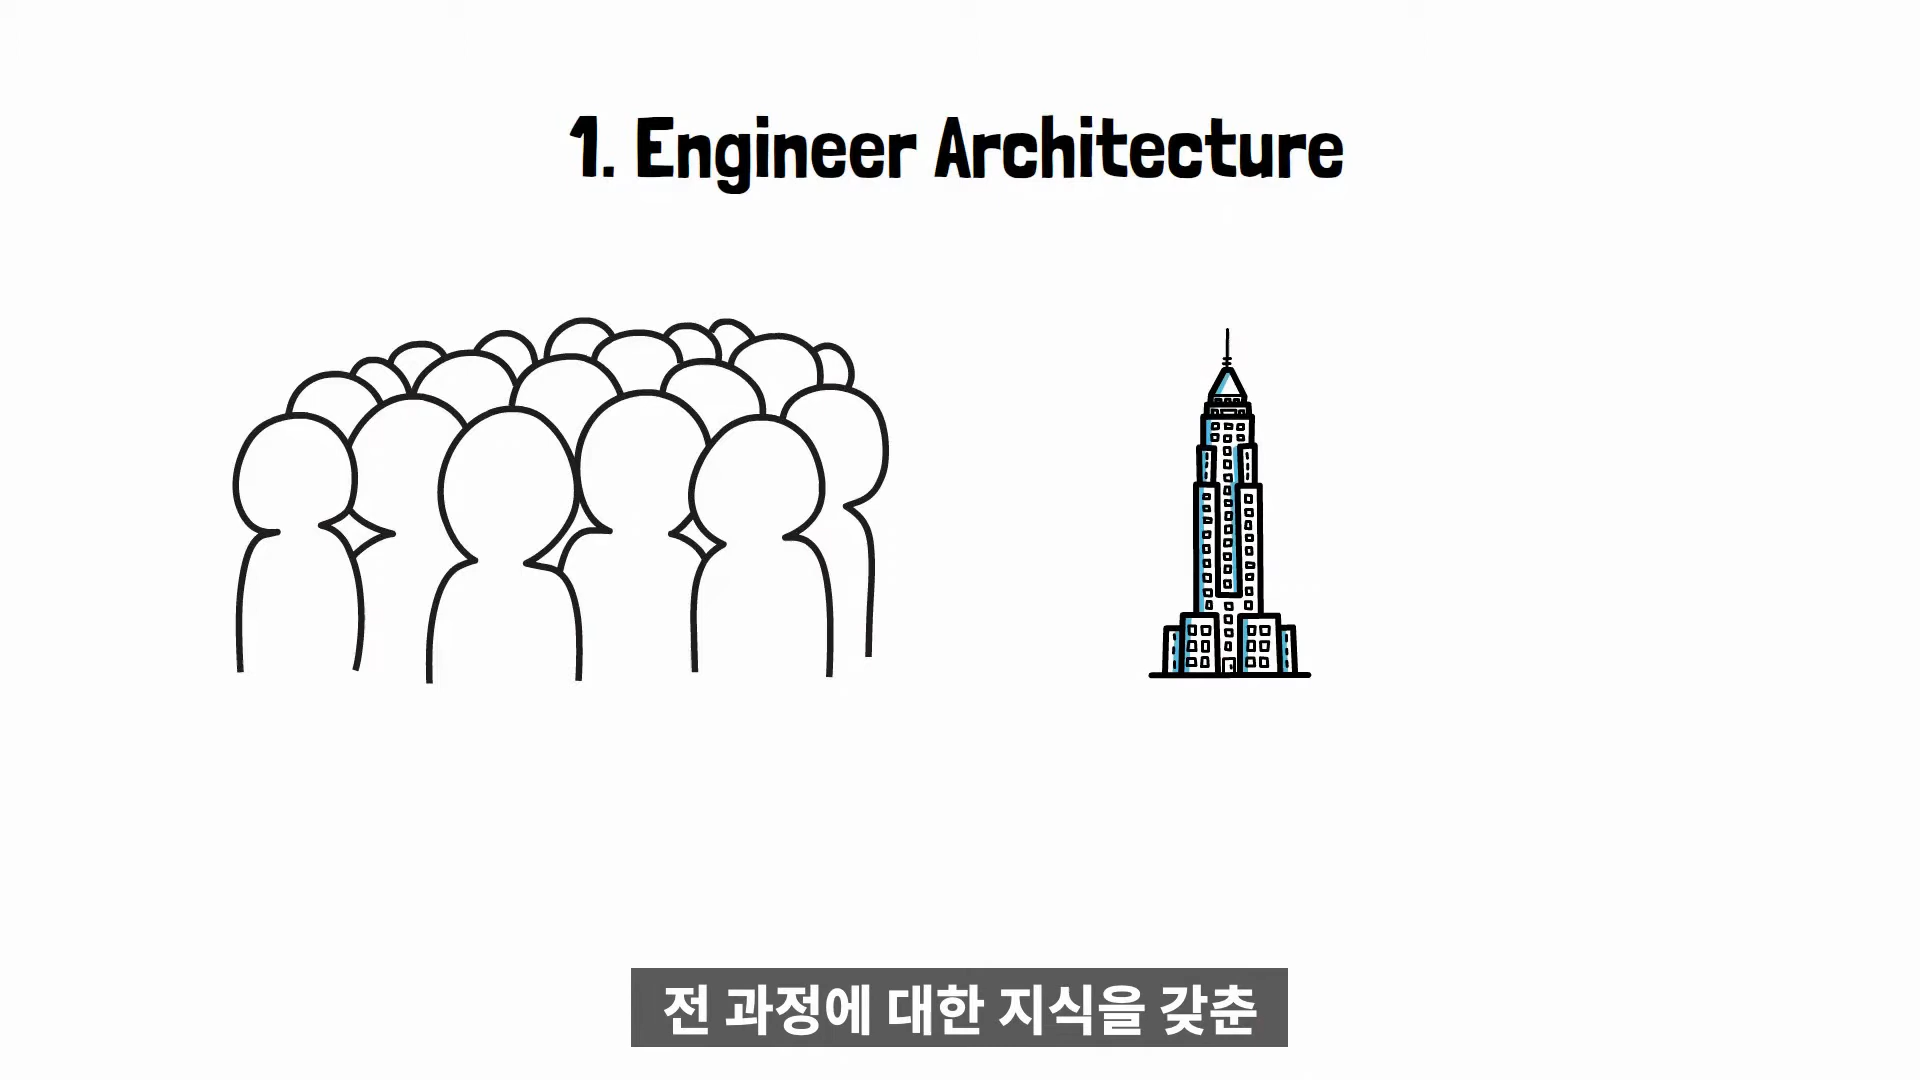 1. Engineer Architecture
전 과정에 대한 지식을 갖춘